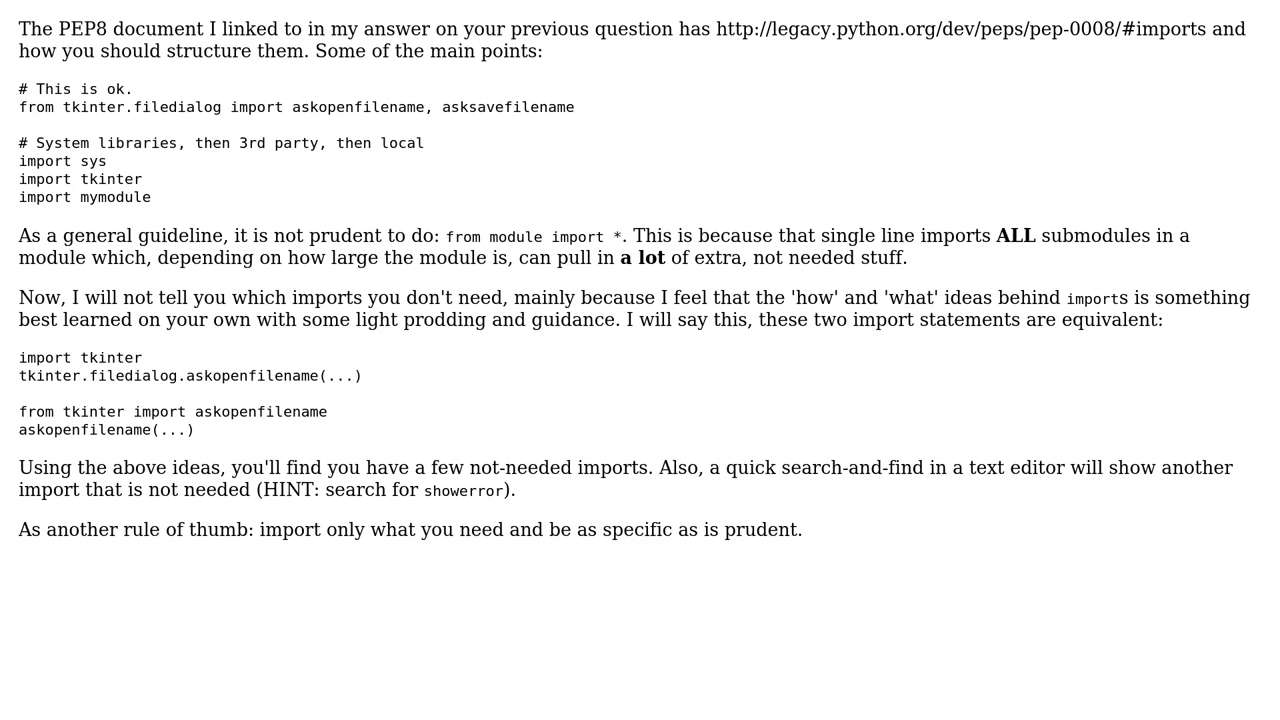 The PEP8 document I linked to in my answer on your previous question has http://legacy.python.org/dev/peps/pep-0008/#imports and
how you should structure them. Some of the main points:
# This is ok.
from tkinter.filedialog import askopenfilename, asksavefilename
# System libraries, then 3rd party, then local
import sys
import tkinter
import mymodule
As a general guideline, it is not prudent to do: from module import *. This is because that single line imports ALL submodules in a
module which, depending on how large the module is, can pull in a lot of extra, not needed stuff.
Now, I will not tell you which imports you don't need, mainly because I feel that the 'how' and 'what' ideas behind imports is something
best learned on your own with some light prodding and guidance. I will say this, these two import statements are equivalent:
import tkinter
tkinter.filedialog.askopenfilename(...)
from tkinter import askopenfilename
askopenfilename(...)
Using the above ideas, you'll find you have a few not-needed imports. Also, a quick search-and-find in a text editor will show another
import that is not needed (HINT: search for showerror).
As another rule of thumb: import only what you need and be as specific as is prudent.